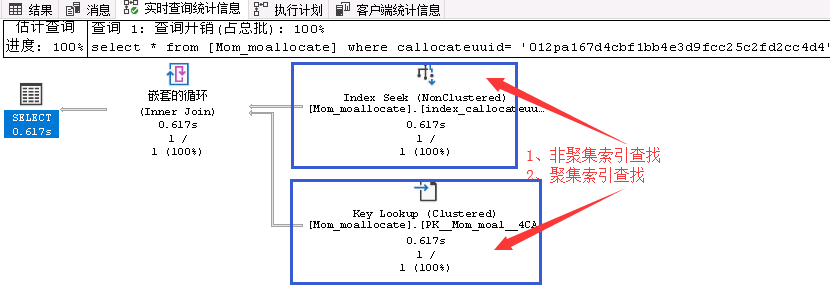 结果 消息 实时查询统计信息 执行计划 客户端统计信息
估计查询 查询 1: 查询开销(占总批): 100%
进度: 100% select * from [Mom_moallocate] where callocateuuid= '012pa167d4cbf1bb4e3d9fcc25c2fd2cc4d4'
嵌套的循环
(Inner Join)
0.617s
1 /
1 (100%)
SELECT
0.617s
Index Seek (NonClustered)
[Mom_moallocate].[index_callocateuu…
0.617s
1 /
1 (100%)
1、非聚集索引查找
2、聚集索引查找
Key Lookup (Clustered)
[Mom_moallocate].[PK__Mom_moal__4CA
0.617s
1 /
1 (100%)